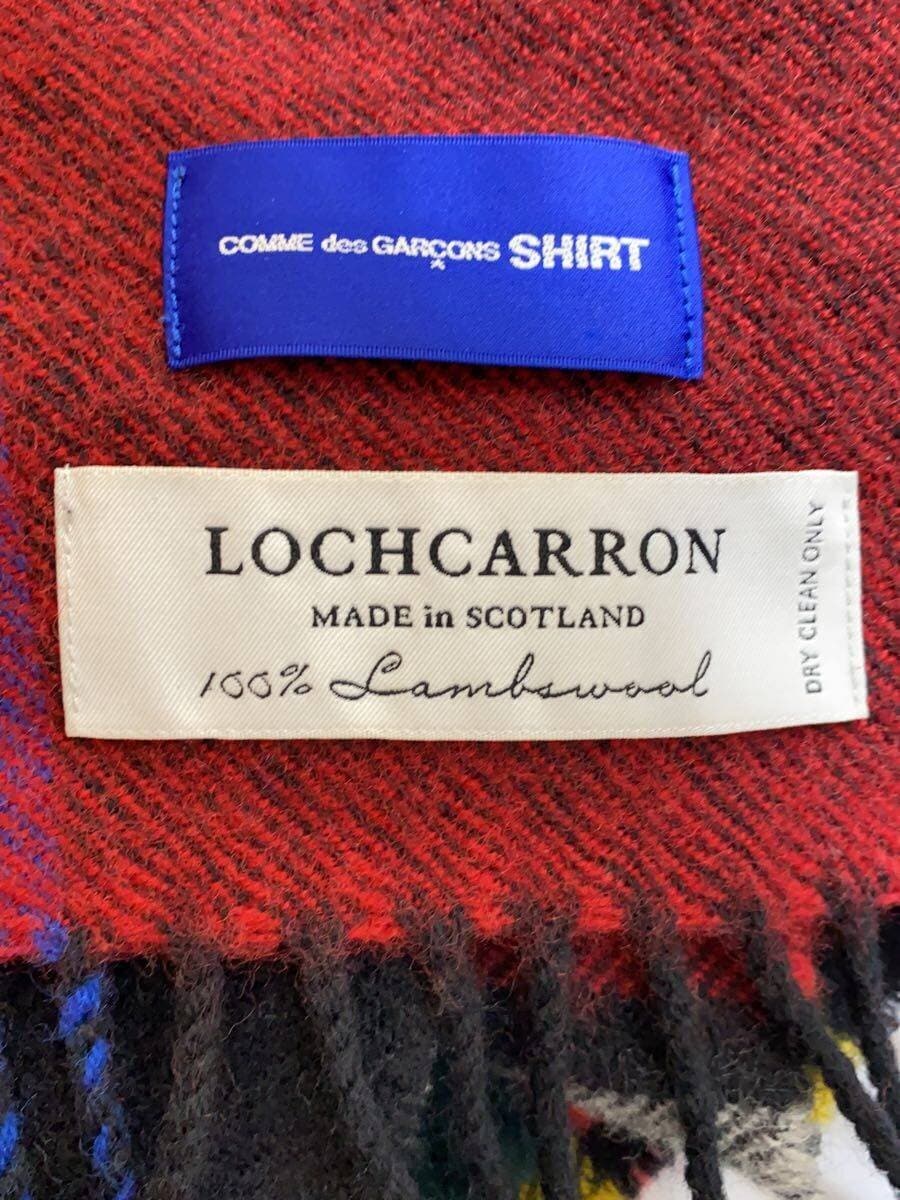 COMME des GARÇONS SHIRT
LOCHCARRON
MADE in SCOTLAND
100% Lambswool
DRY CLEAN ONLY